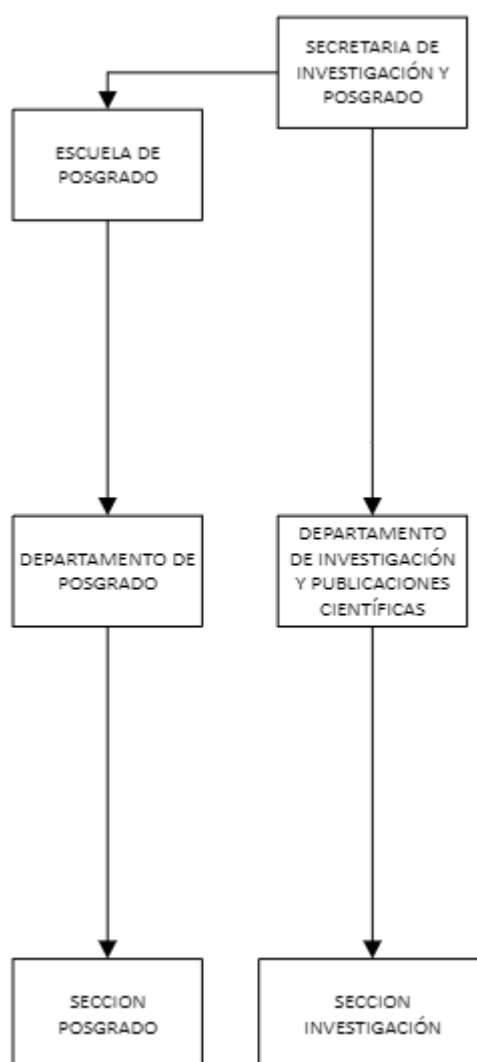 SECRETARIA DE
INVESTIGACIÓN Y
POSGRADO
ESCUELA DE
POSGRADO
DEPARTAMENTO DE
POSGRADO
DEPARTAMENTO
DE INVESTIGACIÓN
Y PUBLICACIONES
CIENTÍFICAS
SECCION
POSGRADO
SECCION
INVESTIGACIÓN